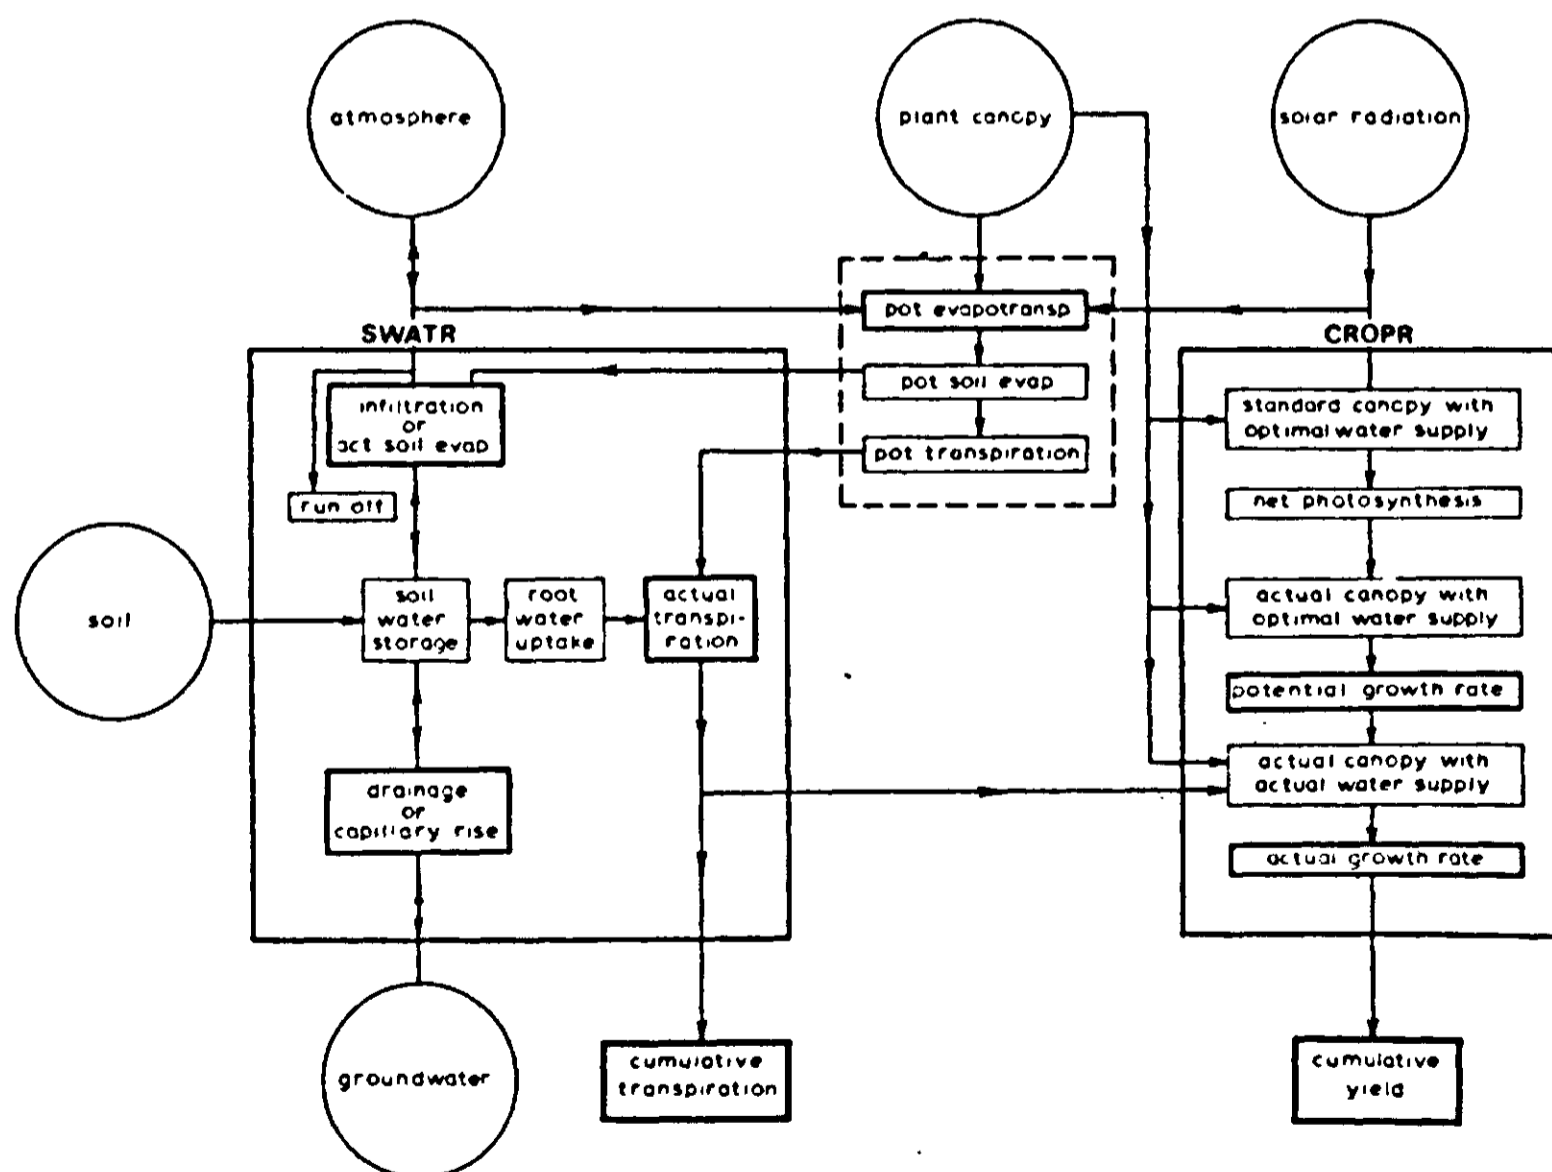 atmosphere
plant canopy
solar radiation
pot evapotransp
SWATR
CROPR
pot soil evap
infiltration
or
act soil evap
standard canopy with
optimal water supply
pot transpiration
run off
net photosynthesis
soil
soil
water
storage
root
water
uptake
actual
transpi-
ration
actual canopy with
optimal water supply
potential growth rate
actual canopy with
actual water supply
drainage
or
capillary rise
actual growth rate
groundwater
cumulative
transpiration
cumulative
yield